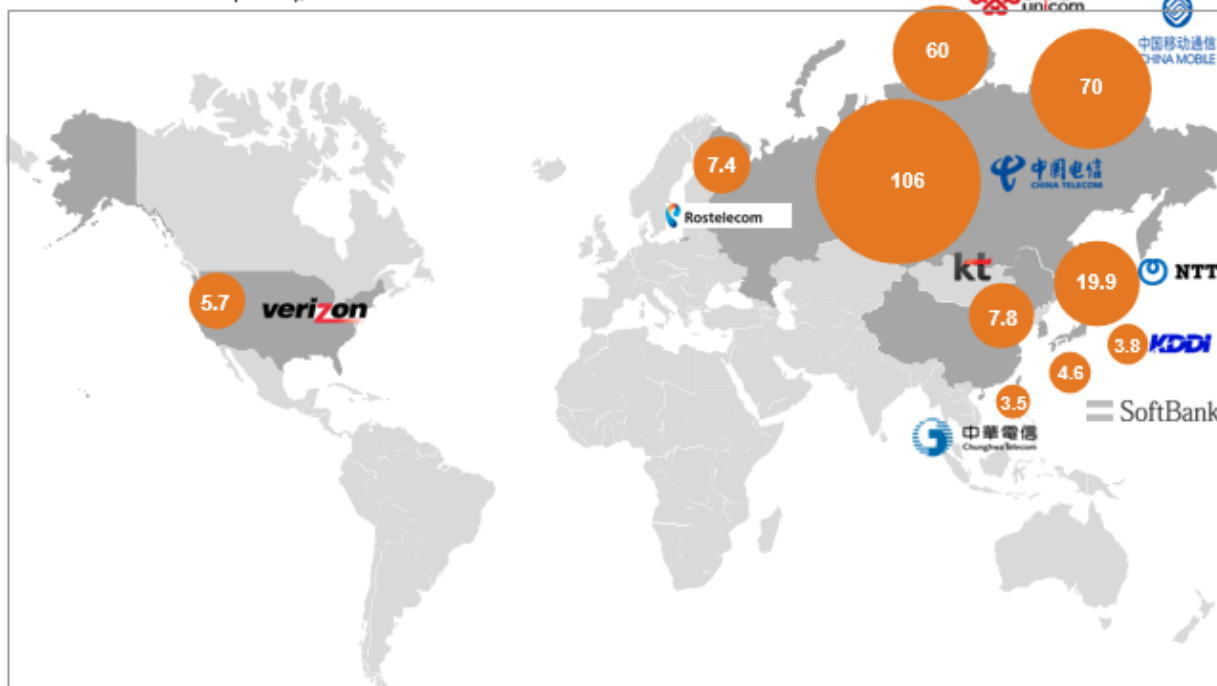 unicom
中国移动通信
CHINA MOBILE
60
70
7.4
106
中国电信
CHINA TELECOM
Rostelecom
kt
NTT
19.9
5.7
verizon
7.8
3.8
KDDI
4.6
3.5
SoftBank
中華電信
Chunghwa Telecom